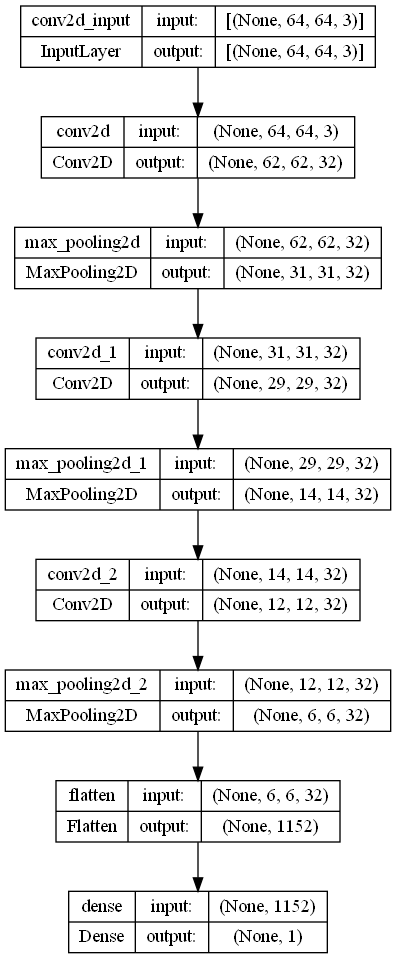 conv2d_input input: [(None, 64, 64, 3)]
InputLayer output: [(None, 64, 64, 3)]
conv2d input: (None, 64, 64, 3)
Conv2D output: (None, 62, 62, 32)
max_pooling2d input: (None, 62, 62, 32)
MaxPooling2D output: (None, 31, 31, 32)
conv2d_1 input: (None, 31, 31, 32)
Conv2D output: (None, 29, 29, 32)
max_pooling2d_1 input: (None, 29, 29, 32)
MaxPooling2D output: (None, 14, 14, 32)
conv2d_2 input: (None, 14, 14, 32)
Conv2D output: (None, 12, 12, 32)
max_pooling2d_2 input: (None, 12, 12, 32)
MaxPooling2D output: (None, 6, 6, 32)
flatten input: (None, 6, 6, 32)
Flatten output: (None, 1152)
dense input: (None, 1152)
Dense output: (None, 1)